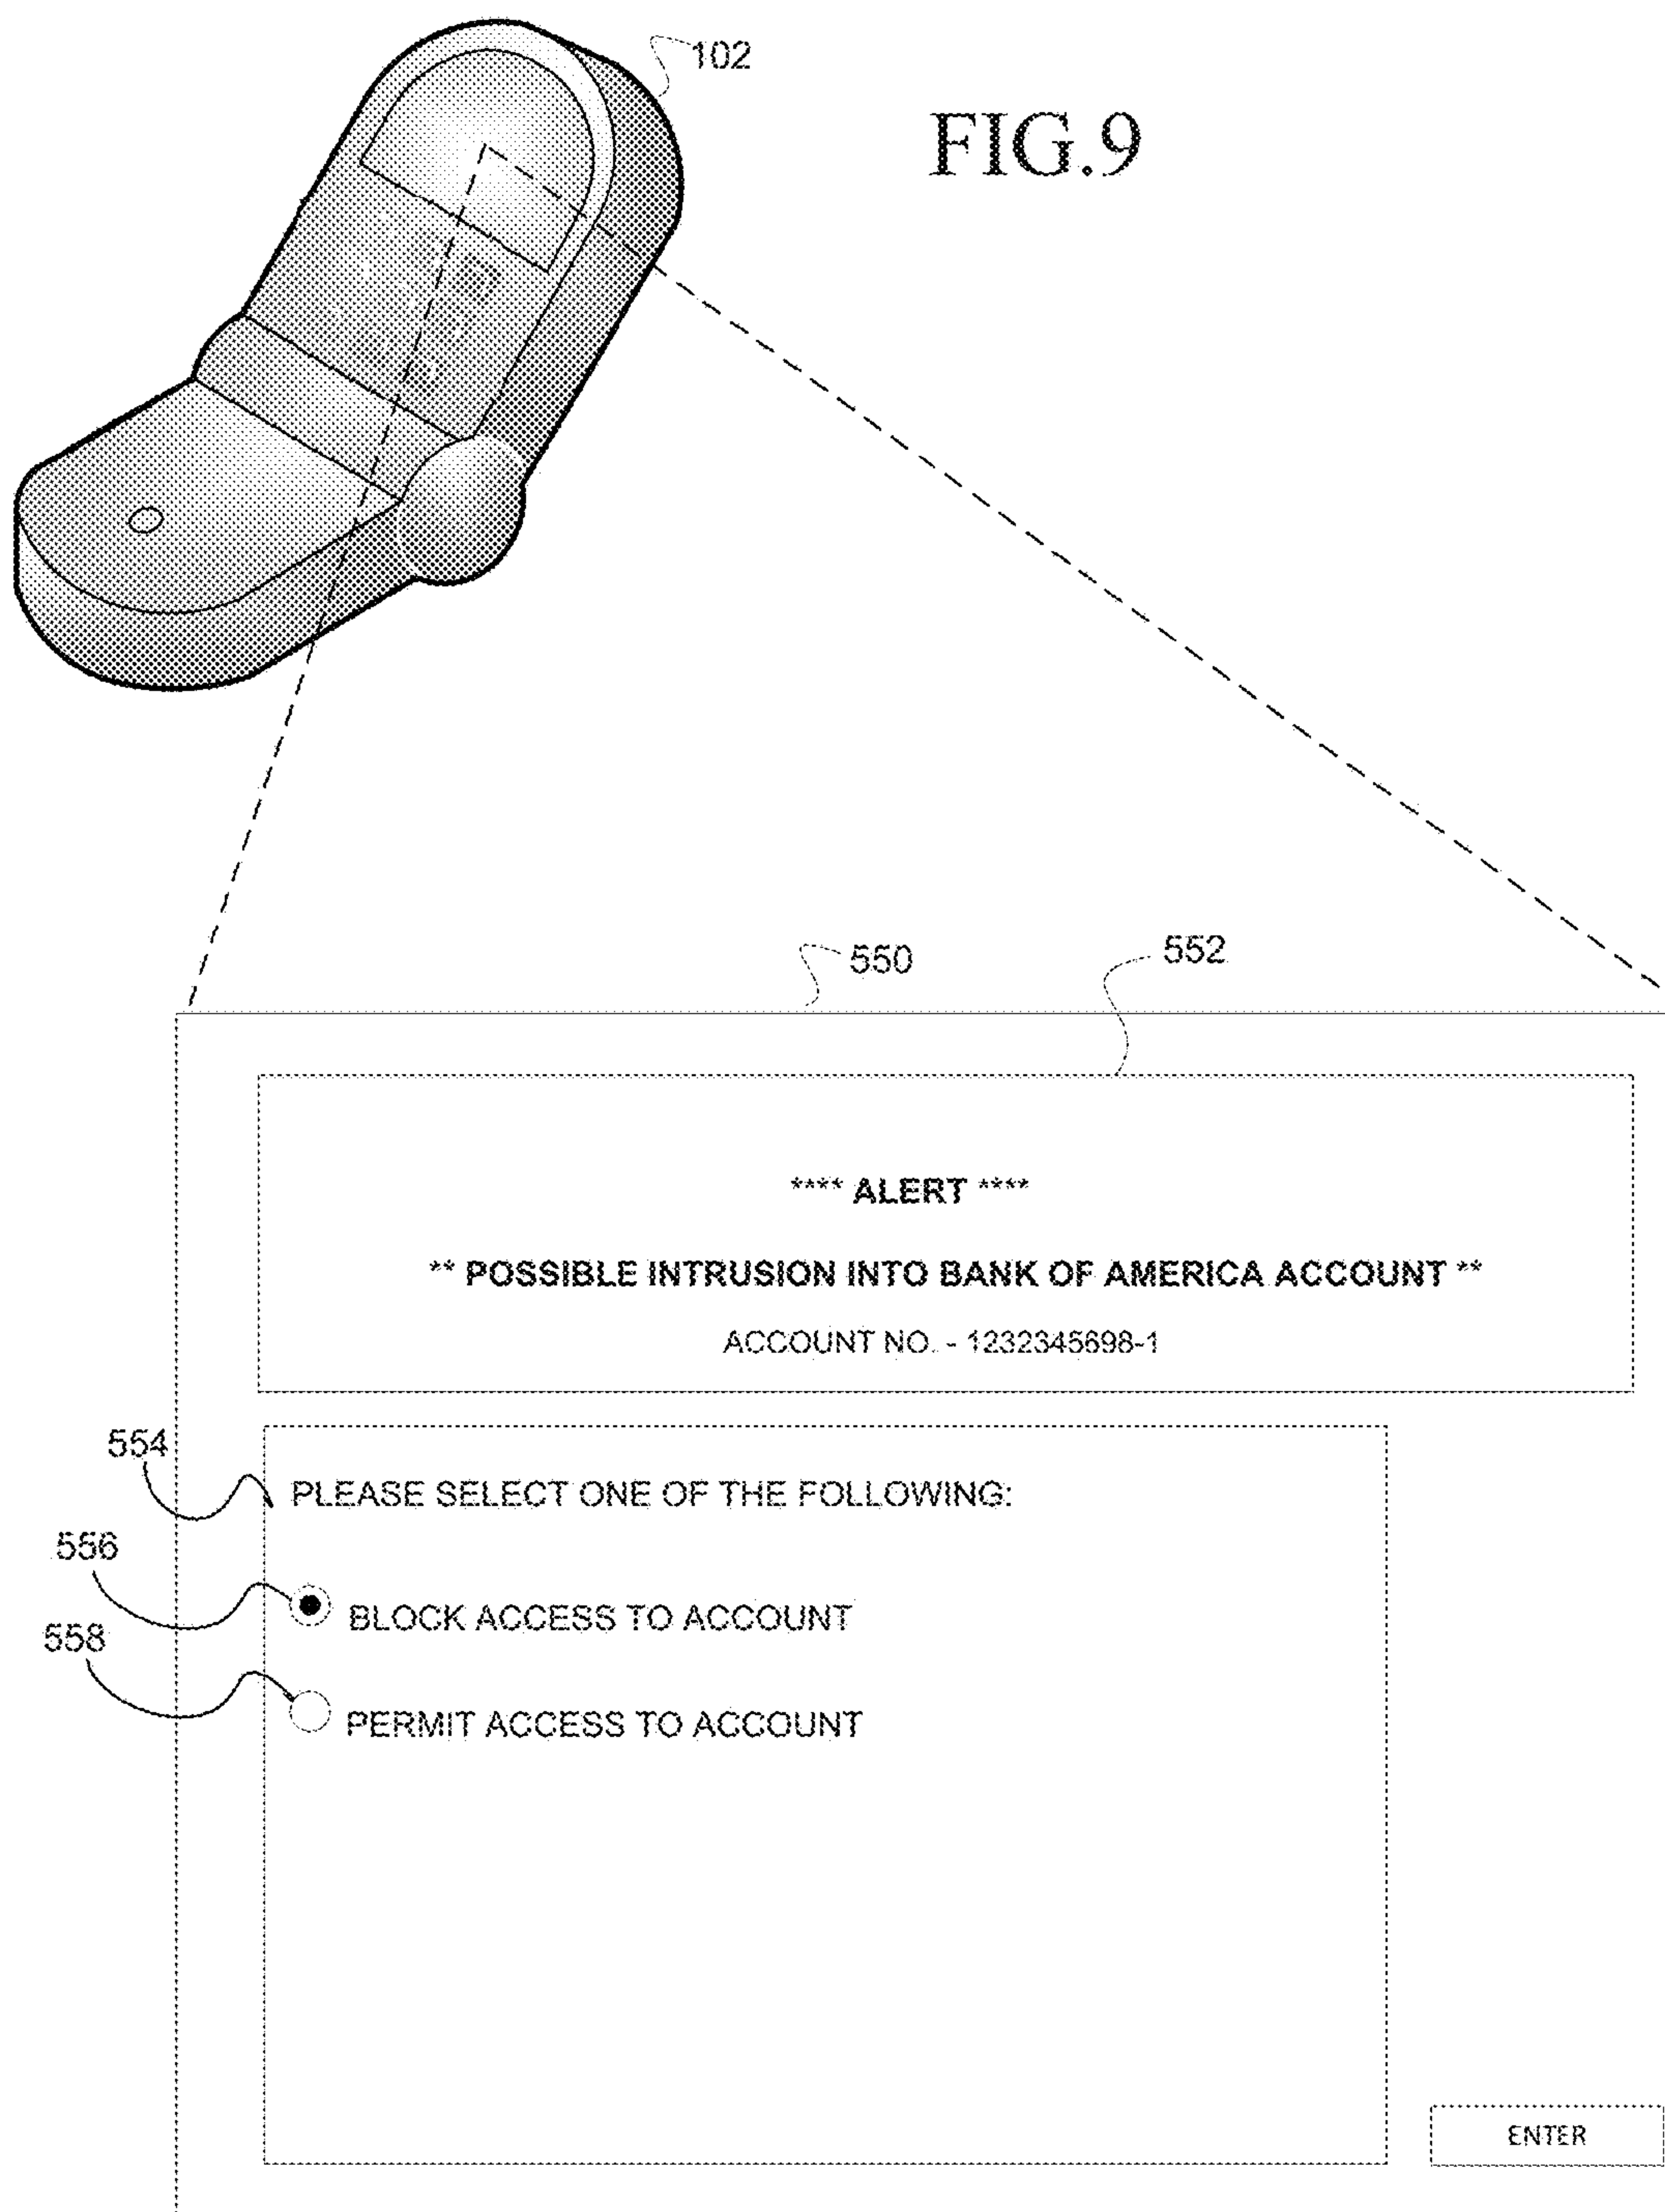 102
FIG.9
550
552
**** ALERT ****
** POSSIBLE INTRUSION INTO BANK OF AMERICA ACCOUNT **
ACCOUNT NO. - 1232345698-1
554
PLEASE SELECT ONE OF THE FOLLOWING:
556
BLOCK ACCESS TO ACCOUNT
558
PERMIT ACCESS TO ACCOUNT
ENTER